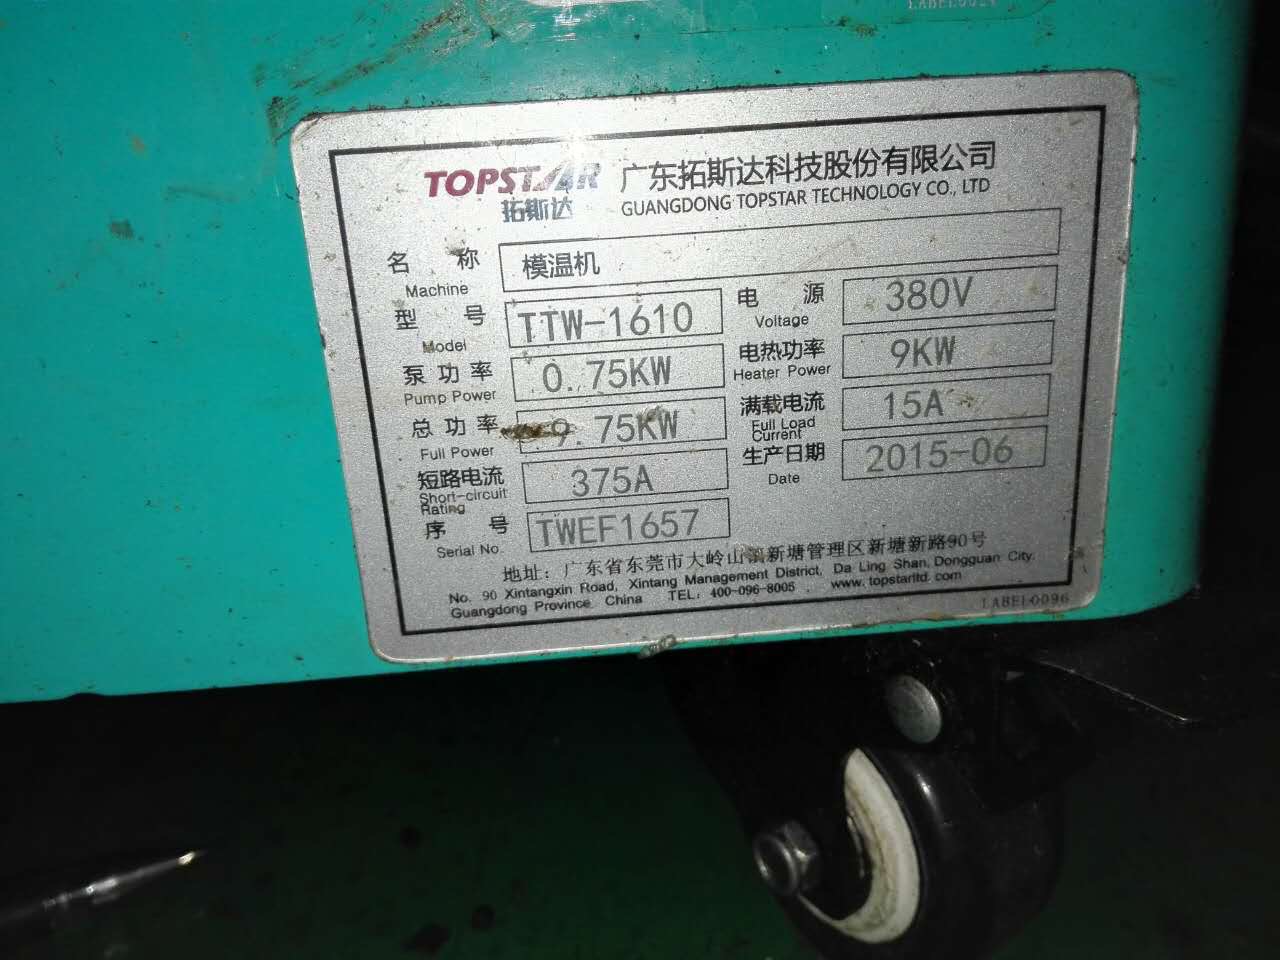 LABEL0024
TOPSTAR 广东拓斯达科技股份有限公司
拓斯达 GUANGDONG TOPSTAR TECHNOLOGY CO., LTD
名 称 模温机
Machine
型 号 TTW-1610 电 源 380V
Model Voltage
泵 功 率 0.75KW 电热功率 9KW
Pump Power Heater Power
总 功 率 9.75KW 满载电流 15A
Full Power Full Load
Current
短路电流 375A 生产日期 2015-06
Short-circuit Date
Rating
序 号 TWEF1657
Serial No.
地址: 广东省东莞市大岭山镇新塘管理区新塘新路90号
No. 90 Xintangxin Road, Xintang Management District, Da Ling Shan, Dongguan City.
Guangdong Province China TEL: 400-096-8005 . www.topstarltd.com
LABEL0096